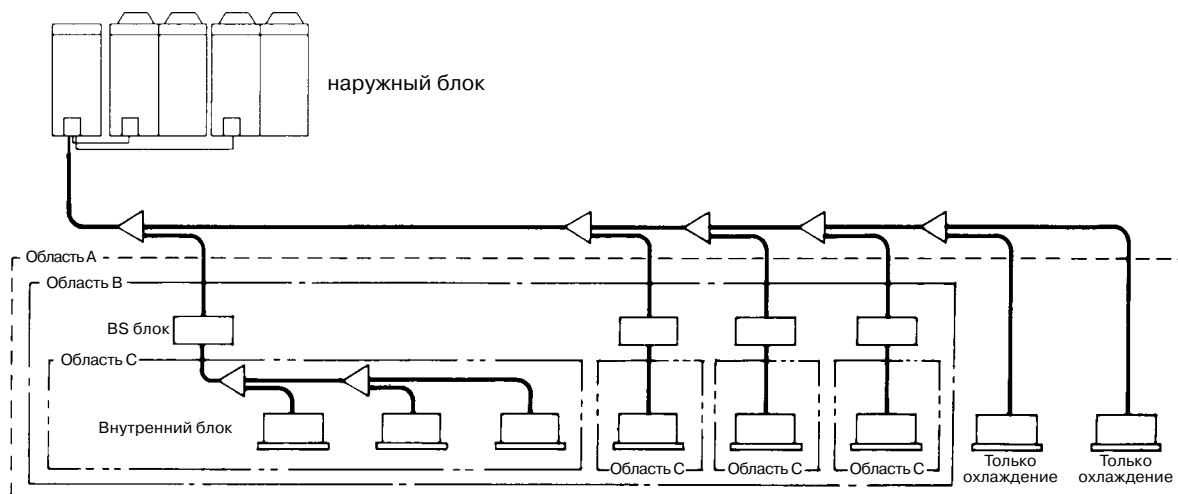 наружный блок
Область A
Область B
BS блок
Область C
Внутренний блок
Область C
Область C
Область C
Только
охлаждение
Только
охлаждение